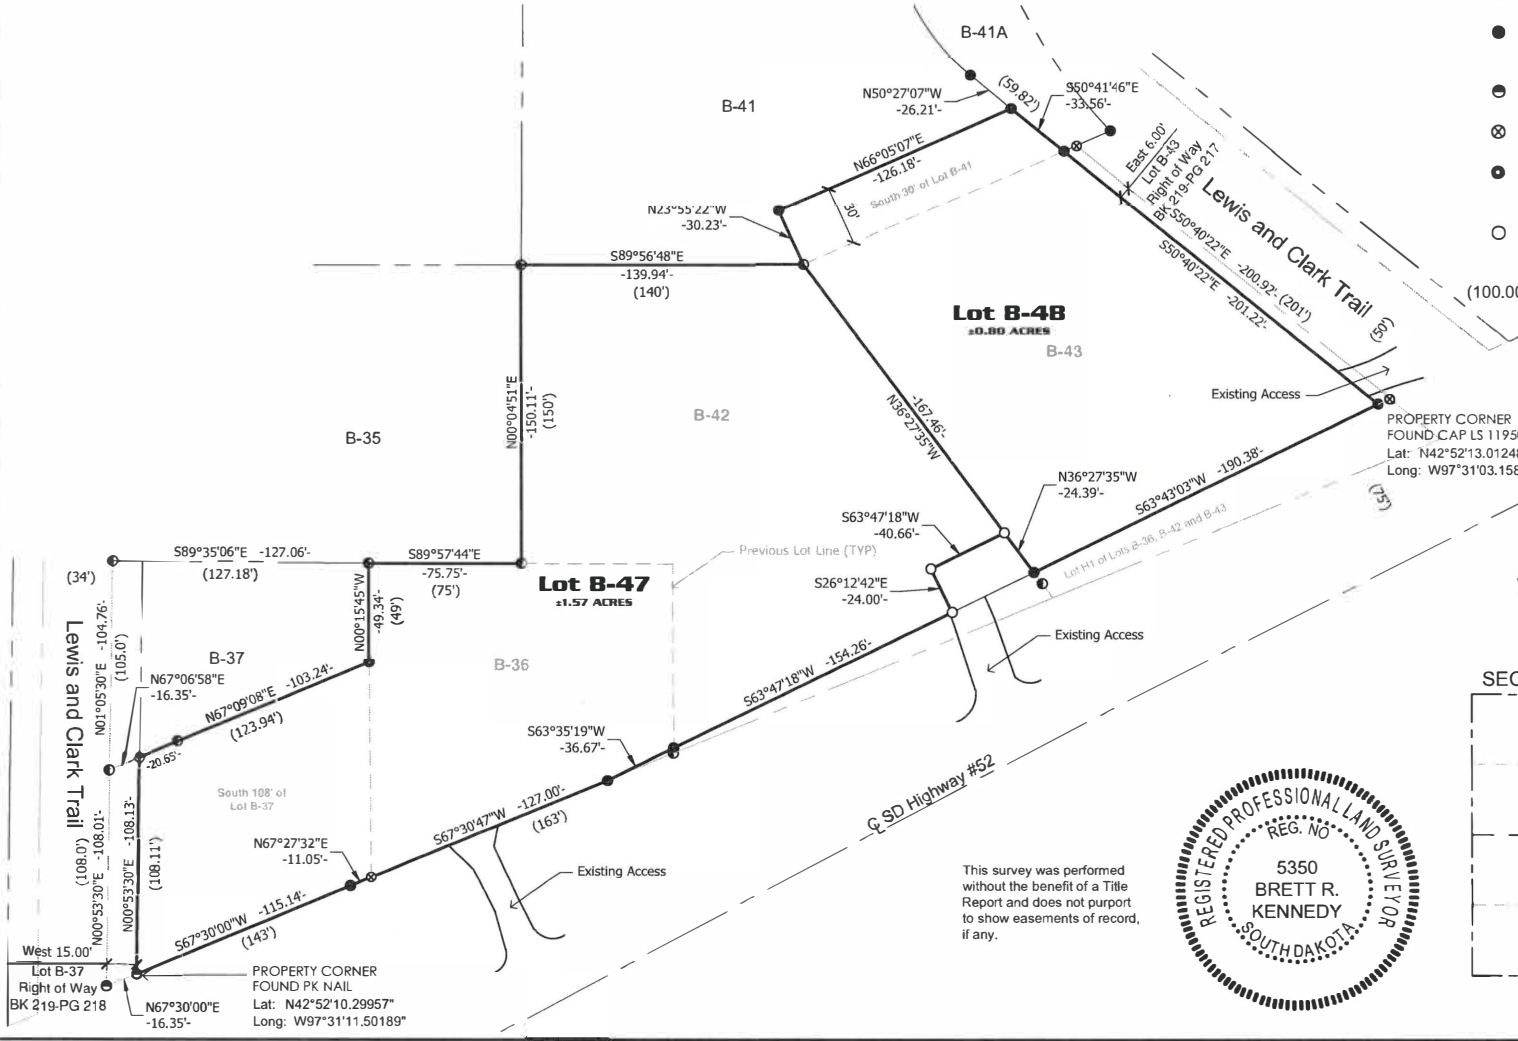 B-41A
B-41
N50°27'07"W
-26.21'-
(59.82')
S50°41'46"E
-33.56'-
N66°05'07"E
-126.18'-
South 30' of Lot B-41
30'
N23°55'22"W
-30.23'-
East 6.00'
Lot B-43
Right of Way
BK 219-PG 217
Lewis and Clark Trail
S50°40'22"E -200.92'- (201')
S50°40'22"E -201.22'-
(50')
(100.00
S89°56'48"E
-139.94'-
(140')
Lot B-48
±0.80 ACRES
B-43
Existing Access
PROPERTY CORNER
FOUND CAP LS 1195
Lat: N42°52'13.01248
Long: W97°31'03.158
N00°04'51"E
-150.11'-
(150')
B-42
B-35
-167.46'-
N36°27'35"W
N36°27'35"W
-24.39'-
S63°43'03"W -190.38'-
(75')
Lot H1 of Lots B-36, B-42 and B-43
S63°47'18"W
-40.66'-
S26°12'42"E
-24.00'-
Previous Lot Line (TYP)
S89°35'06"E -127.06'-
(127.18')
S89°57'44"E
-75.75'-
(75')
Lot B-47
±1.57 ACRES
(34')
N00°15'45"W
-49.34'-
(49')
N01°05'30"E -104.76'-
(105.0')
Lewis and Clark Trail
B-37
B-36
N67°06'58"E
-16.35'-
N67°09'08"E -103.24'-
(123.94')
-20.65'-
Existing Access
S63°47'18"W -154.26'-
S63°35'19"W
-36.67'-
SEC
South 108' of
Lot B-37
N00°53'30"E -108.01'-
(108.0')
N00°53'30"E -108.13'-
(108.11')
S67°30'47"W -127.00'-
(163')
N67°27'32"E
-11.05'-
S67°30'00"W -115.14'-
(143')
Existing Access
℄ SD Highway #52
This survey was performed
without the benefit of a Title
Report and does not purport
to show easements of record,
if any.
REGISTERED PROFESSIONAL LAND SURVEYOR
REG. NO
5350
BRETT R.
KENNEDY
SOUTH DAKOTA
West 15.00'
Lot B-37
Right of Way
BK 219-PG 218
N67°30'00"E
-16.35'-
PROPERTY CORNER
FOUND PK NAIL
Lat: N42°52'10.29957"
Long: W97°31'11.50189"